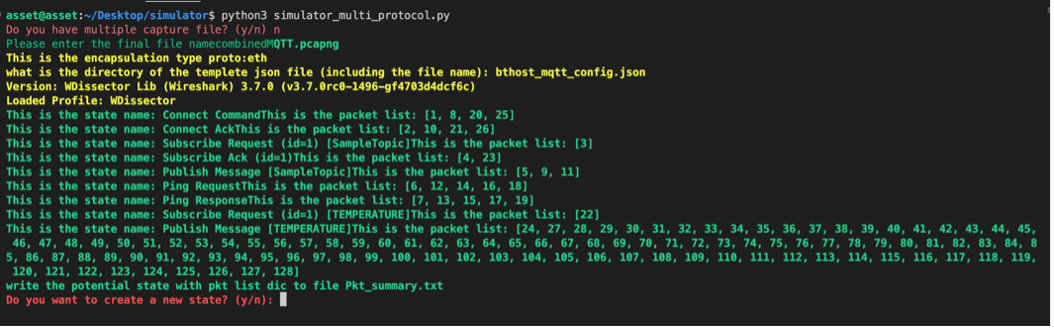 asset@asset:~/Desktop/simulator$ python3 simulator_multi_protocol.py
Do you have multiple capture file? (y/n) n
Please enter the final file namecombinedMQTT.pcapng
This is the encapsulation type proto:eth
what is the directory of the templete json file (including the file name): bthost_mqtt_config.json
Version: WDissector Lib (Wireshark) 3.7.0 (v3.7.0rc0-1496-gf4703d4dcf6c)
Loaded Profile: WDissector
This is the state name: Connect CommandThis is the packet list: [1, 8, 20, 25]
This is the state name: Connect AckThis is the packet list: [2, 10, 21, 26]
This is the state name: Subscribe Request (id=1) [SampleTopic]This is the packet list: [3]
This is the state name: Subscribe Ack (id=1)This is the packet list: [4, 23]
This is the state name: Publish Message [SampleTopic]This is the packet list: [5, 9, 11]
This is the state name: Ping RequestThis is the packet list: [6, 12, 14, 16, 18]
This is the state name: Ping ResponseThis is the packet list: [7, 13, 15, 17, 19]
This is the state name: Subscribe Request (id=1) [TEMPERATURE]This is the packet list: [22]
This is the state name: Publish Message [TEMPERATURE]This is the packet list: [24, 27, 28, 29, 30, 31, 32, 33, 34, 35, 36, 37, 38, 39, 40, 41, 42, 43, 44, 45,
46, 47, 48, 49, 50, 51, 52, 53, 54, 55, 56, 57, 58, 59, 60, 61, 62, 63, 64, 65, 66, 67, 68, 69, 70, 71, 72, 73, 74, 75, 76, 77, 78, 79, 80, 81, 82, 83, 84, 8
5, 86, 87, 88, 89, 90, 91, 92, 93, 94, 95, 96, 97, 98, 99, 100, 101, 102, 103, 104, 105, 106, 107, 108, 109, 110, 111, 112, 113, 114, 115, 116, 117, 118, 119,
120, 121, 122, 123, 124, 125, 126, 127, 128]
write the potential state with pkt list dic to file Pkt_summary.txt
Do you want to create a new state? (y/n):